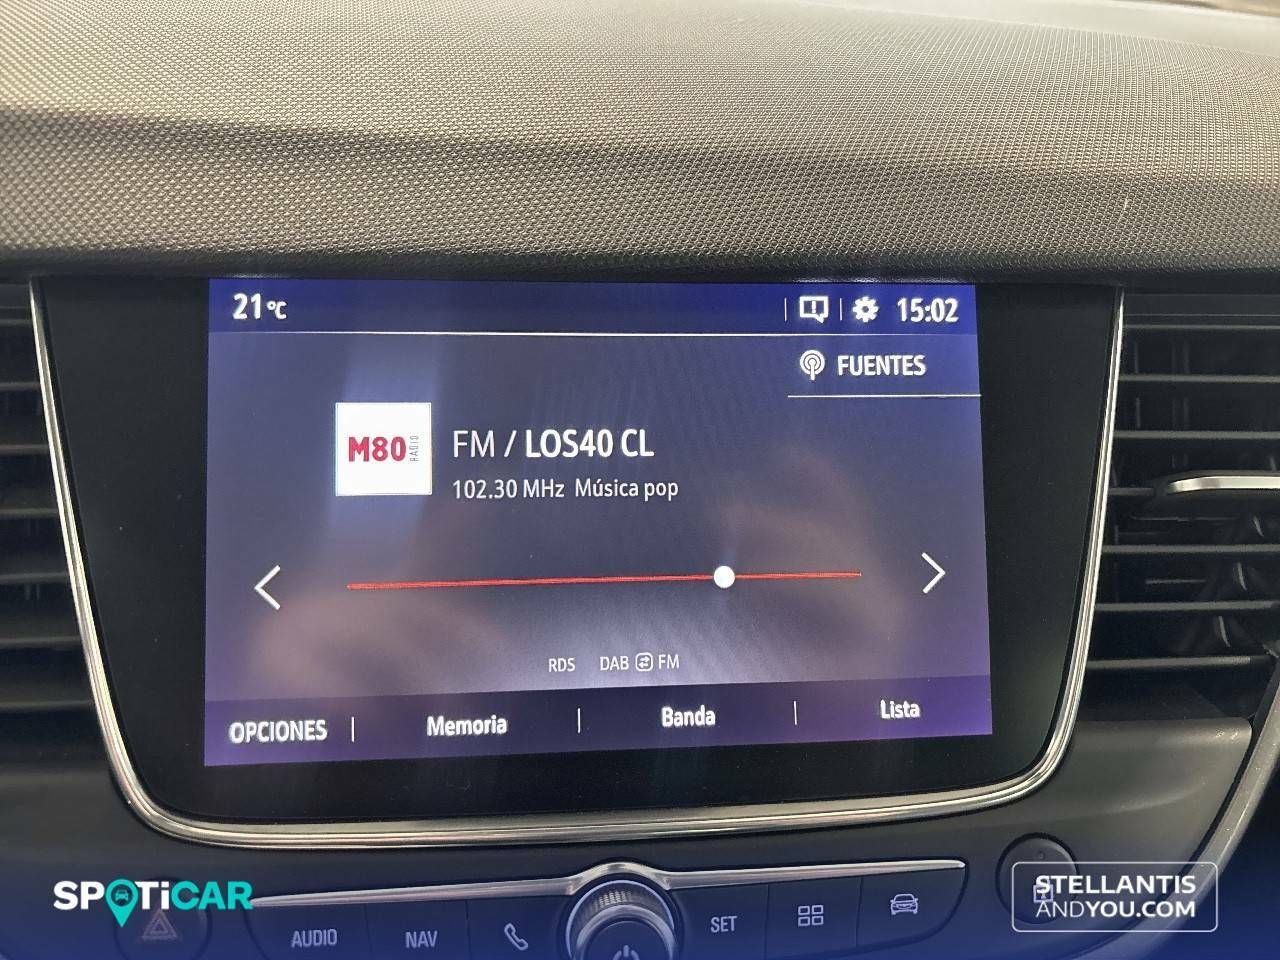 21°C
15:02
FUENTES
M80 RADIO
FM / LOS40 CL
102.30 MHz Música pop
RDS DAB FM
OPCIONES | Memoria | Banda | Lista
SPOTiCAR
STELLANTIS
ANDYOU.COM
AUDIO NAV SET